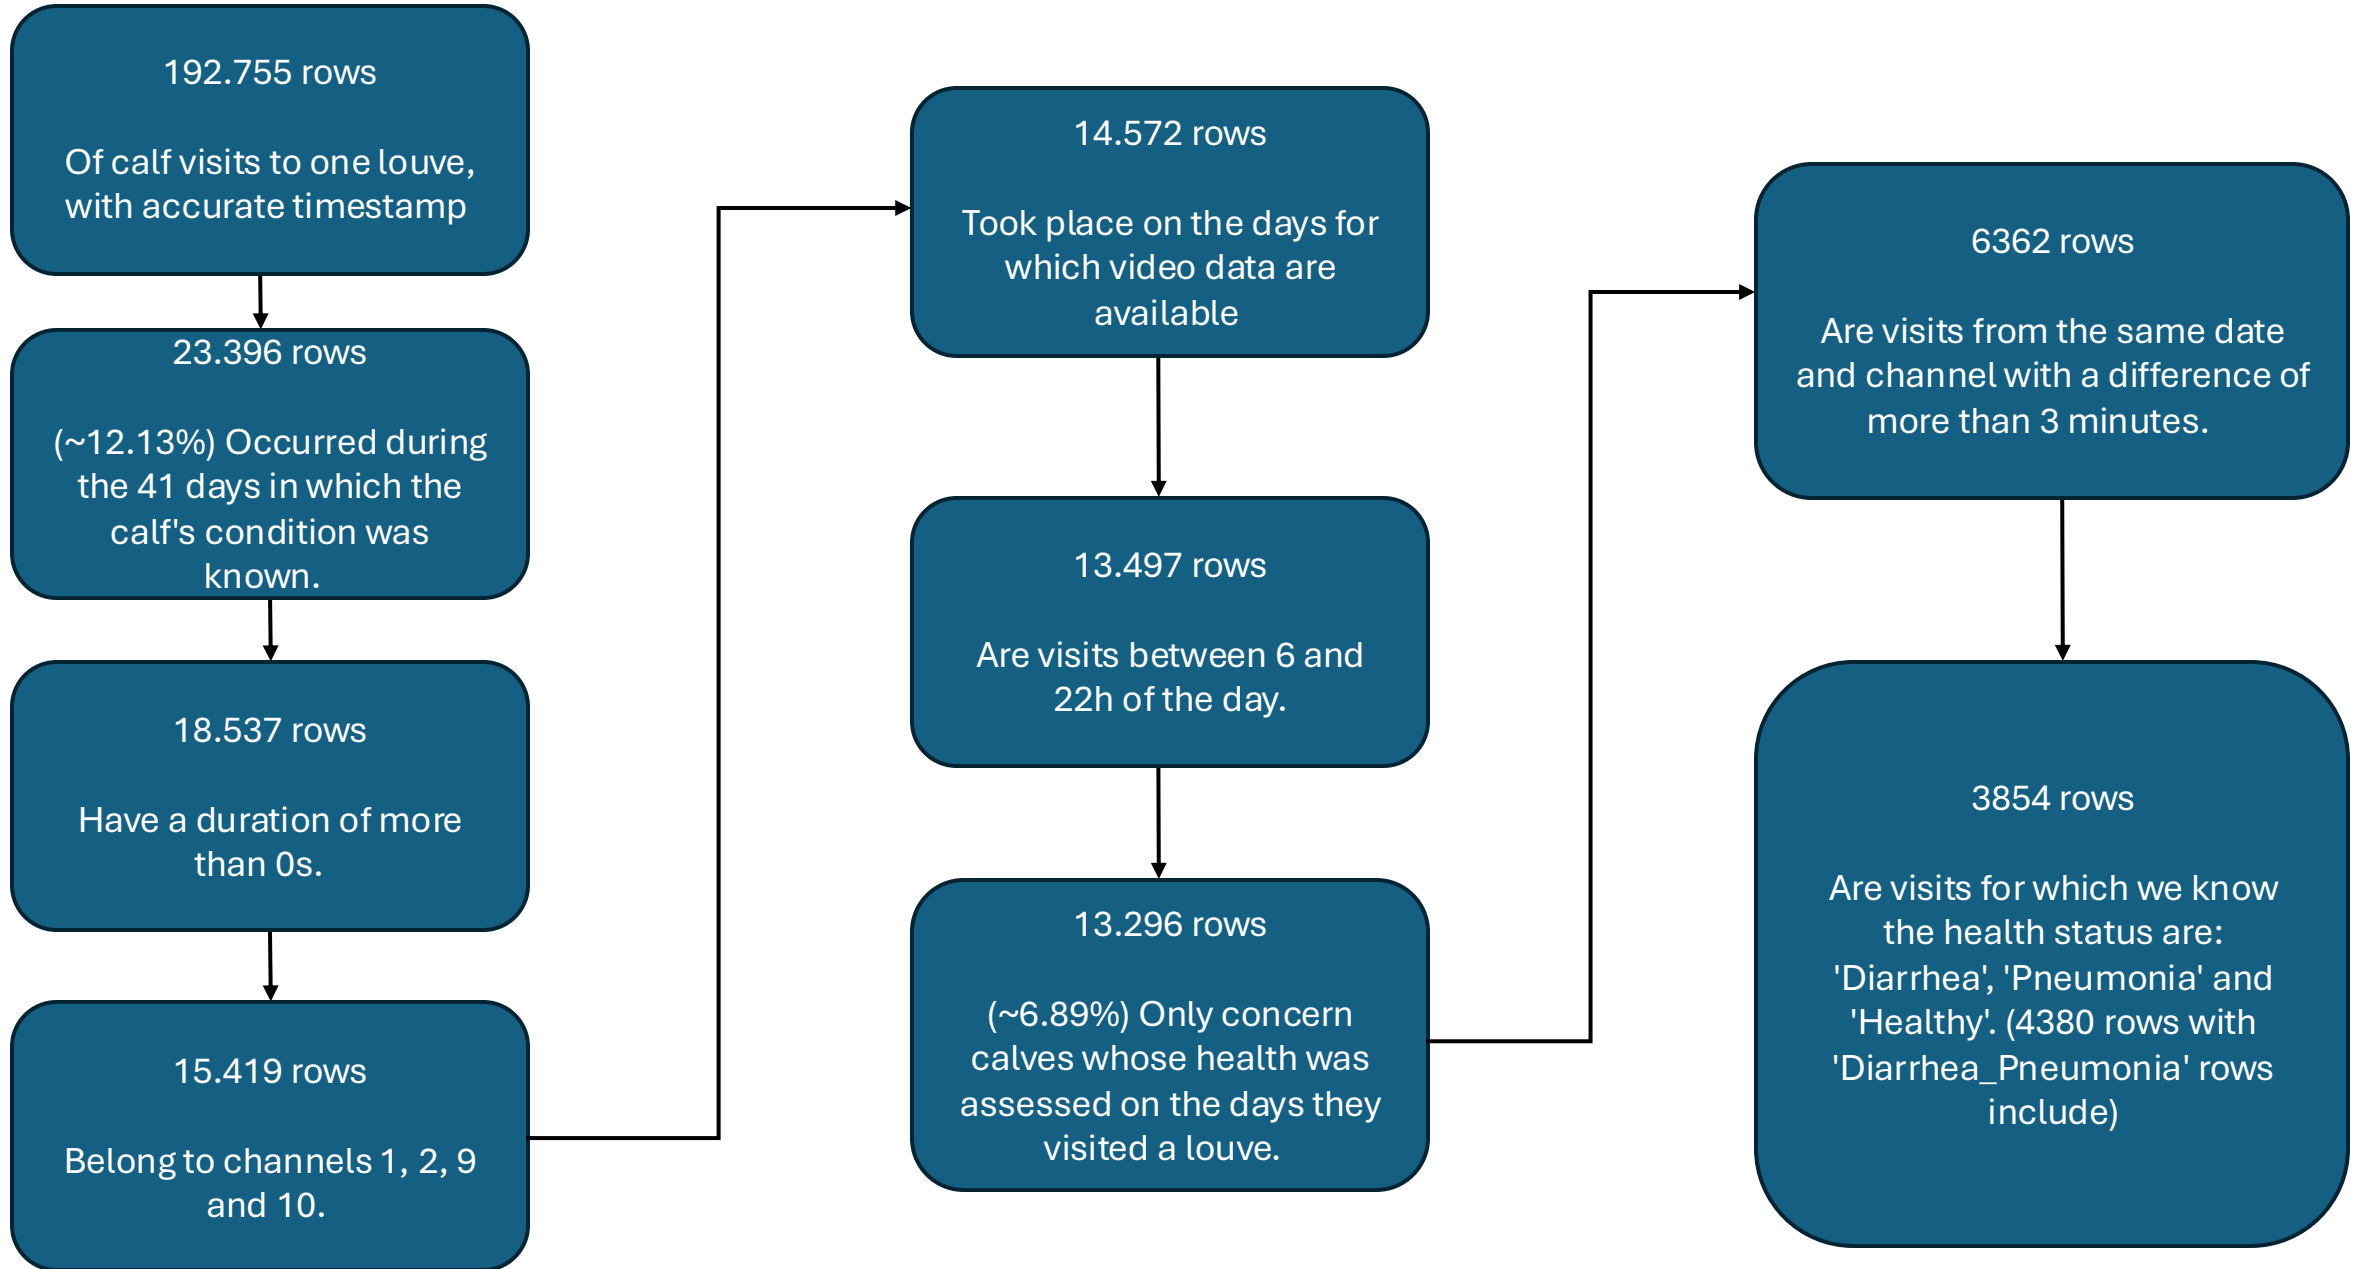 192.755 rows
Of calf visits to one louve,
with accurate timestamp
23.396 rows
(~12.13%) Occurred during
the 41 days in which the
calf's condition was
known.
18.537 rows
Have a duration of more
than 0s.
15.419 rows
Belong to channels 1, 2, 9
and 10.
14.572 rows
Took place on the days for
which video data are
available
13.497 rows
Are visits between 6 and
22h of the day.
13.296 rows
(~6.89%) Only concern
calves whose health was
assessed on the days they
visited a louve.
6362 rows
Are visits from the same date
and channel with a difference of
more than 3 minutes.
3854 rows
Are visits for which we know
the health status are:
'Diarrhea', 'Pneumonia' and
'Healthy'. (4380 rows with
'Diarrhea_Pneumonia' rows
include)